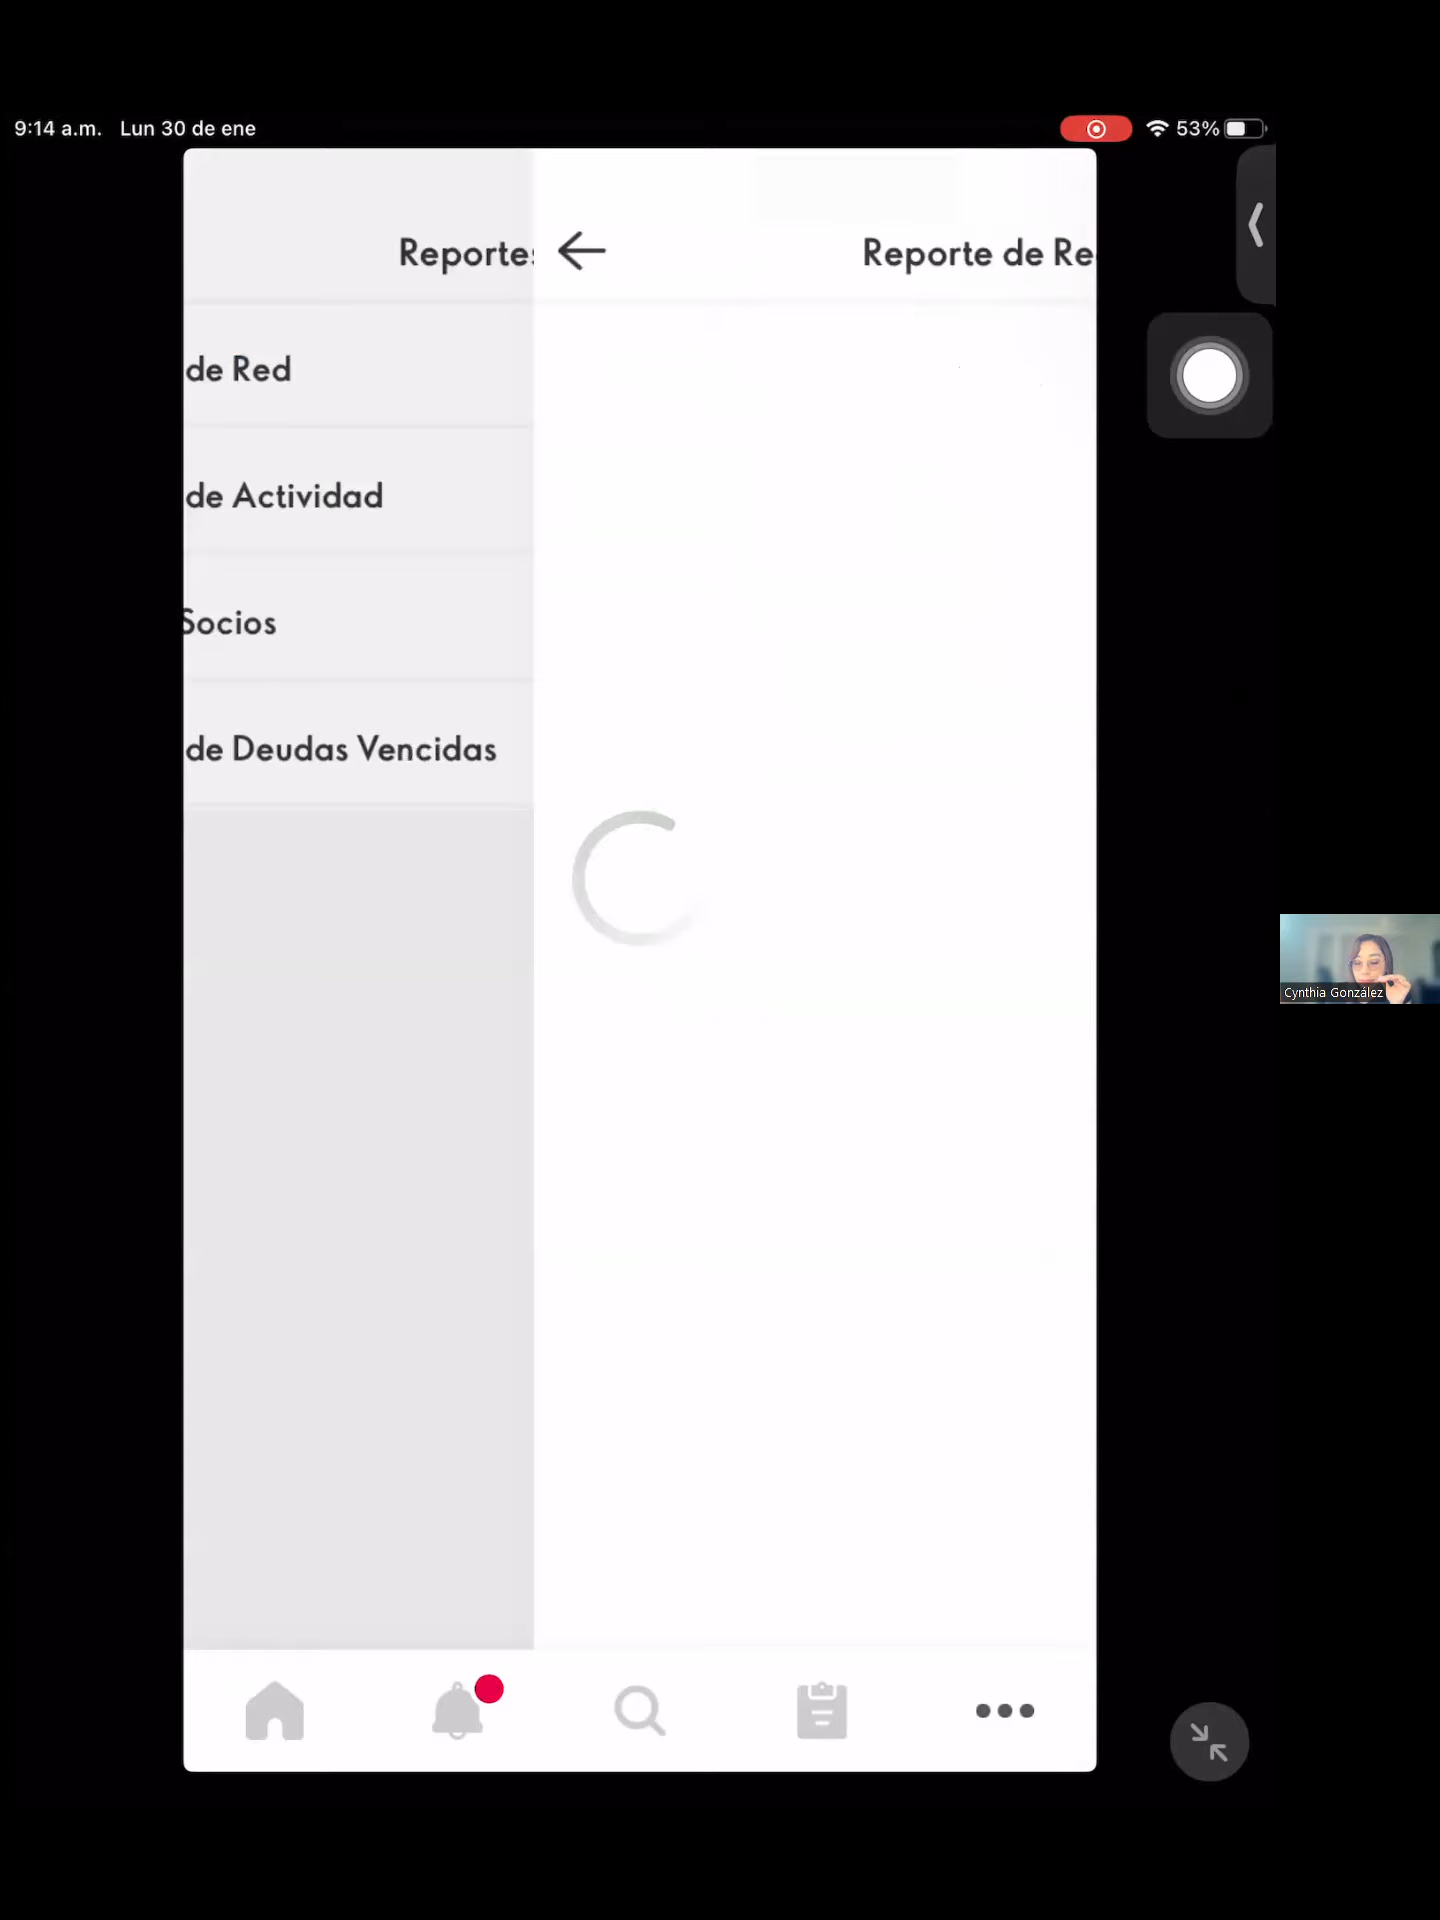 9:14 a.m. Lun 30 de ene
53%
Reportes
Reporte de Re
de Red
de Actividad
Socios
de Deudas Vencidas
Cynthia González